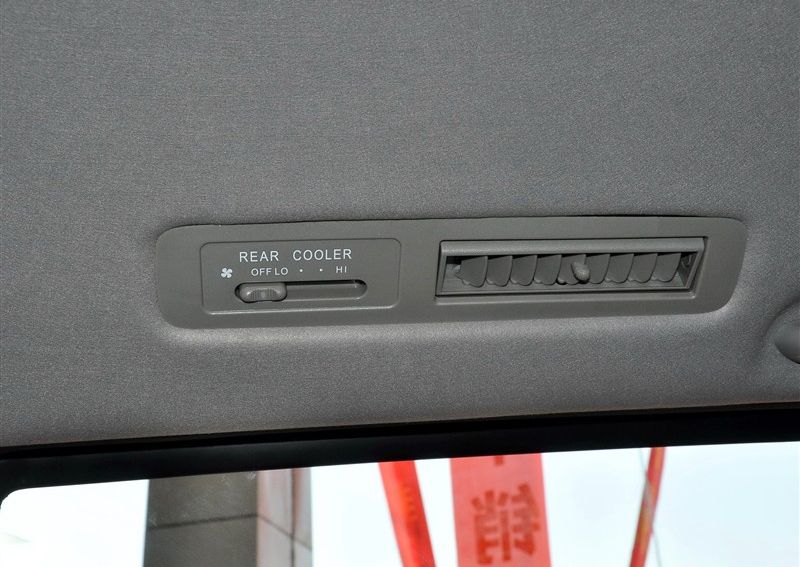 REAR COOLER
OFF LO • • HI